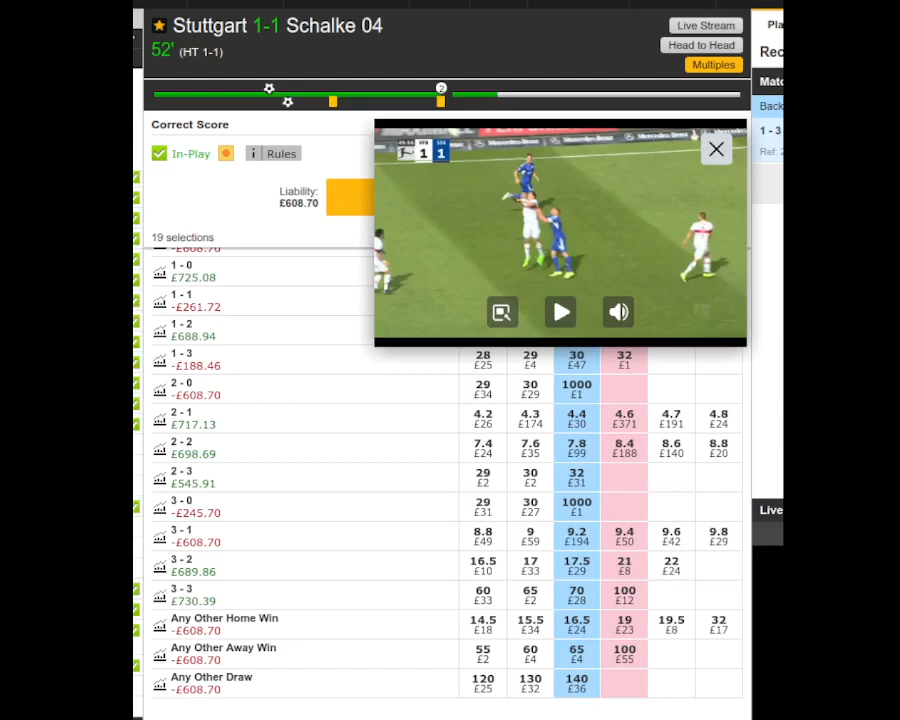 Stuttgart 1-1 Schalke 04
52' (HT 1-1)
Live Stream
Head to Head
Multiples
2
Correct Score
In-Play
i Rules
Liability:
£608.70
19 selections
-£608.70
1 - 0
£725.08
1 - 1
-£261.72
1 - 2
£688.94
1 - 3
-£188.46
28 29 30 32
£25 £4 £47 £1
2 - 0
-£608.70
29 30 1000
£34 £29 £1
2 - 1
£717.13
4.2 4.3 4.4 4.6 4.7 4.8
£26 £174 £30 £371 £191 £24
2 - 2
£698.69
7.4 7.6 7.8 8.4 8.6 8.8
£24 £35 £99 £188 £140 £20
2 - 3
£545.91
29 30 32
£2 £2 £31
3 - 0
-£245.70
29 30 1000
£31 £27 £1
3 - 1
-£608.70
8.8 9 9.2 9.4 9.6 9.8
£49 £59 £194 £50 £42 £29
3 - 2
£689.86
16.5 17 17.5 21 22
£10 £33 £29 £8 £24
3 - 3
£730.39
60 65 70 100
£33 £2 £28 £12
Any Other Home Win
-£608.70
14.5 15.5 16.5 19 19.5 32
£18 £34 £24 £23 £8 £17
Any Other Away Win
-£608.70
55 60 65 100
£2 £4 £4 £55
Any Other Draw
-£608.70
120 130 140
£25 £32 £36
Mercedes-Benz
VFB
1 1
Pla
Rec
Matc
Back
1 - 3
Ref: 2
Live